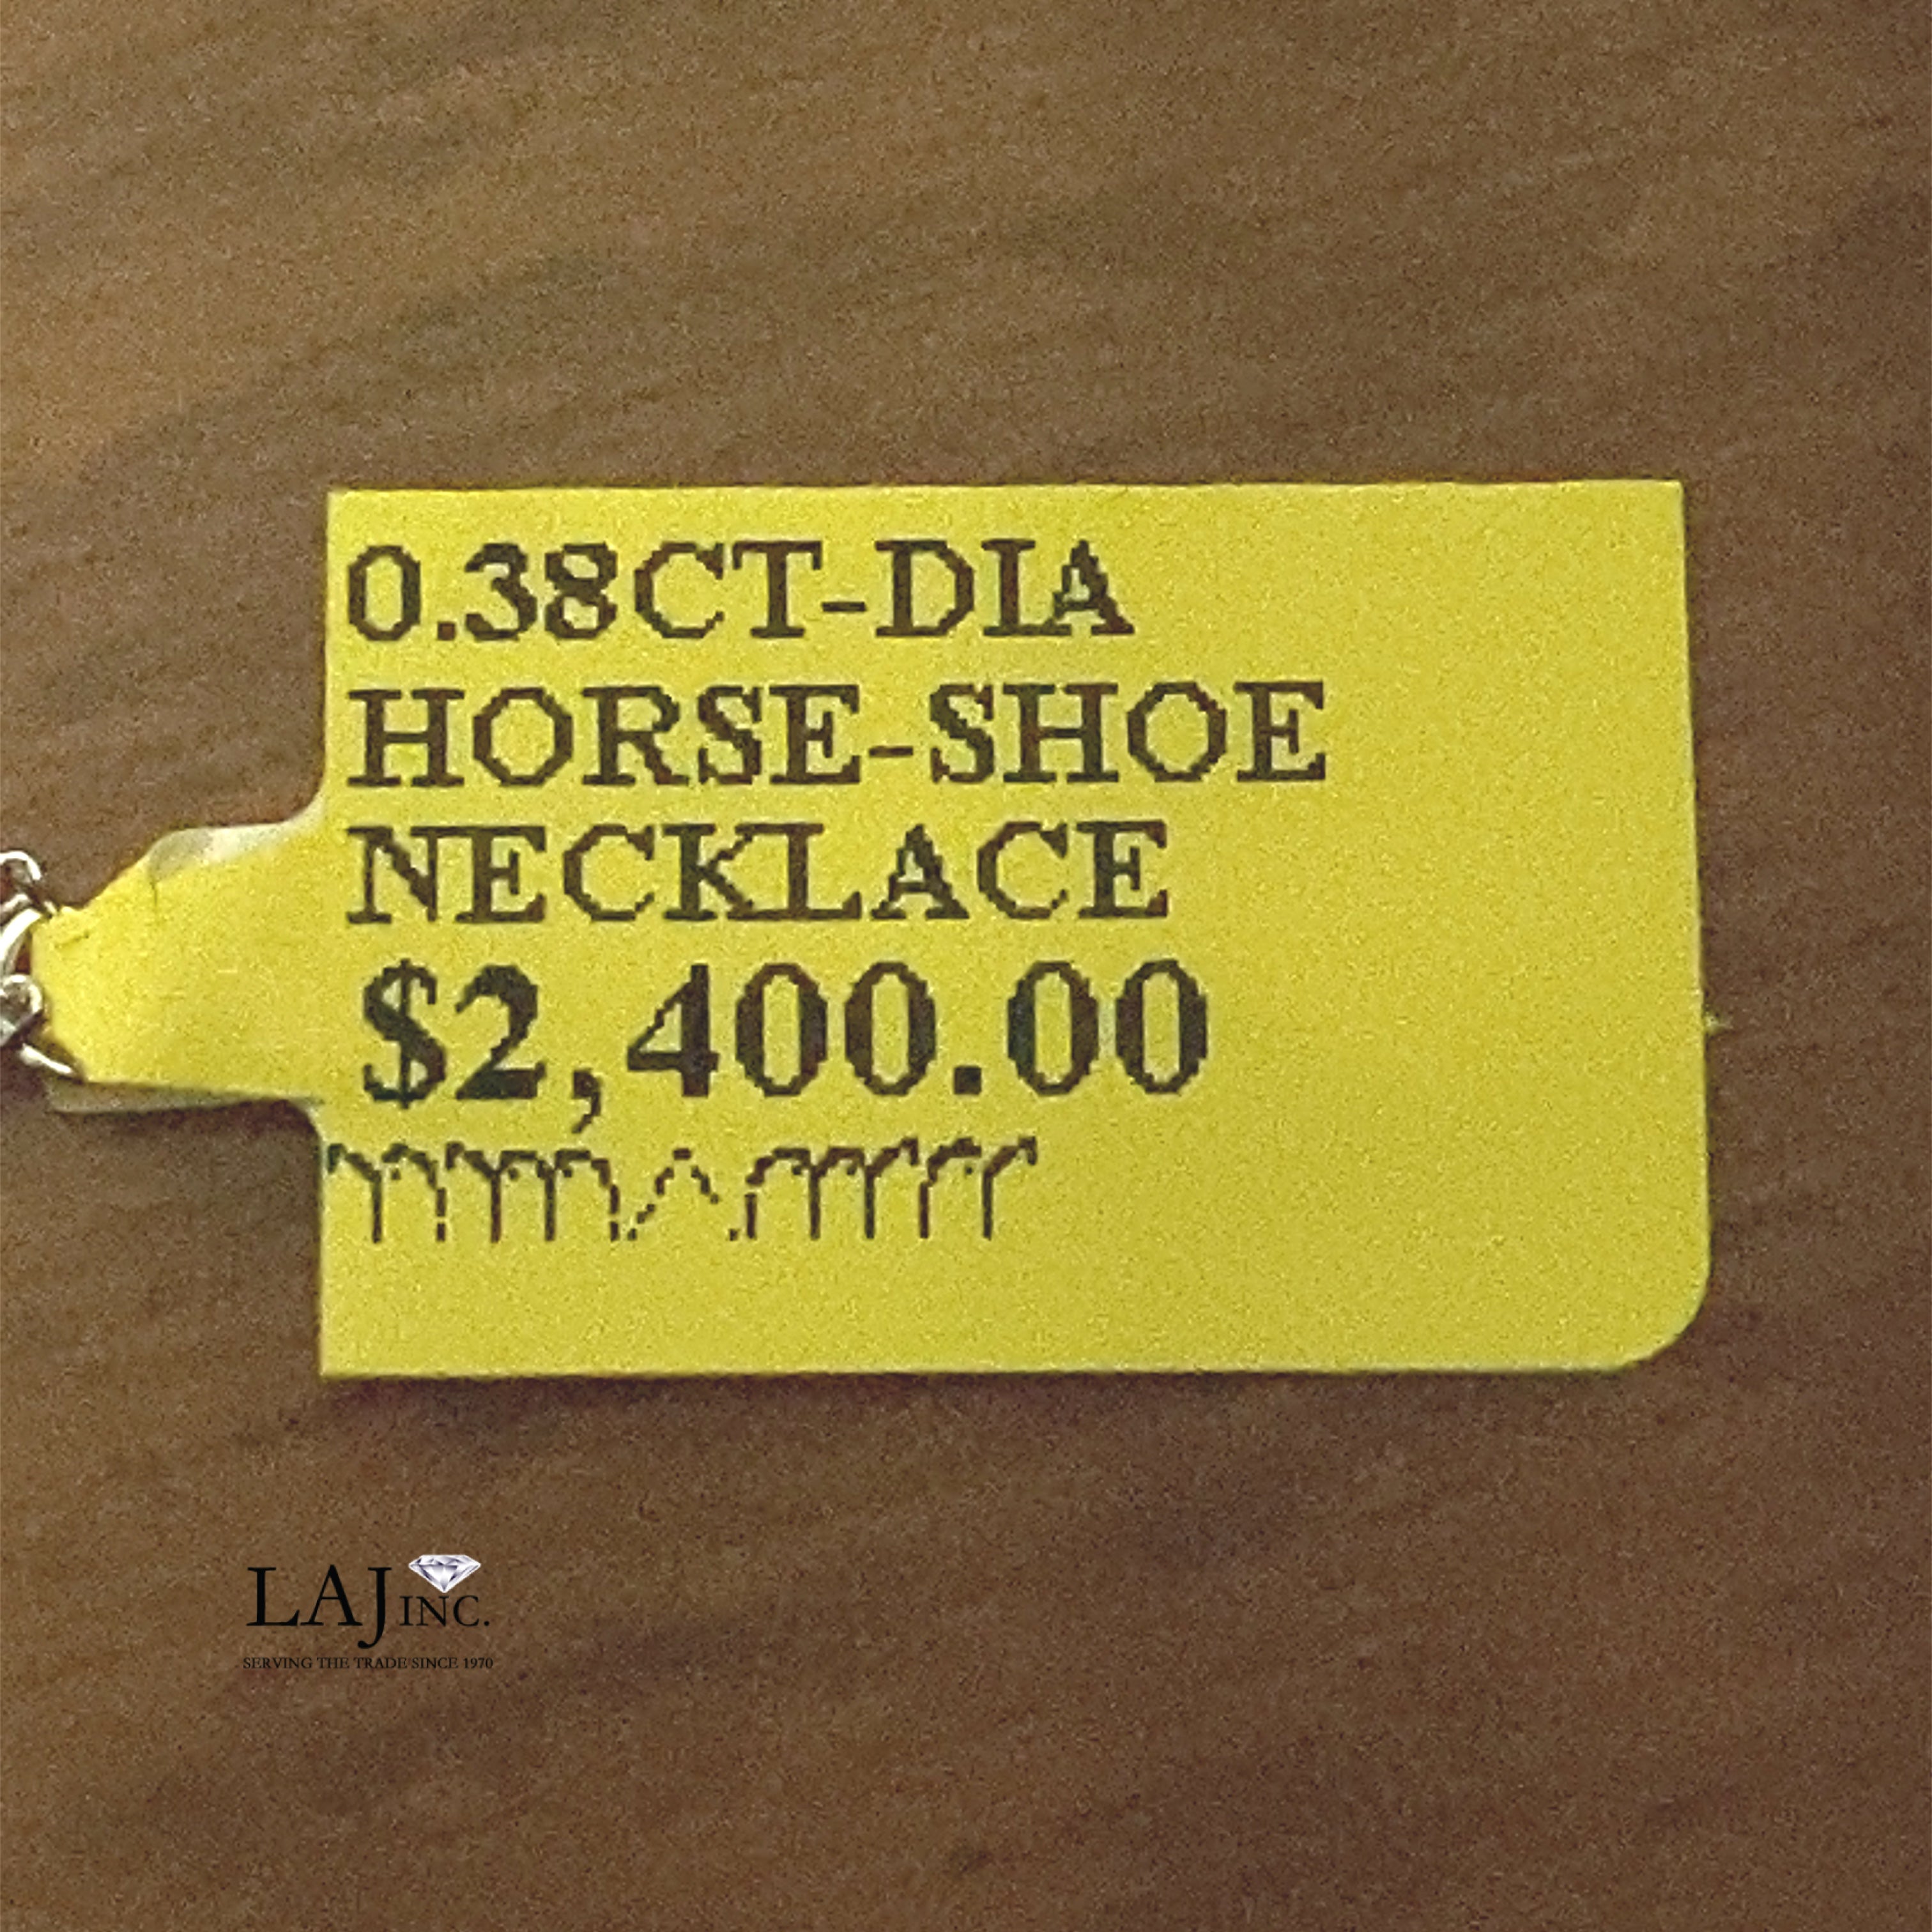 0.38CT-DIA
HORSE-SHOE
NECKLACE
$2,400.00
LAJ INC.
SERVING THE TRADE SINCE 1970